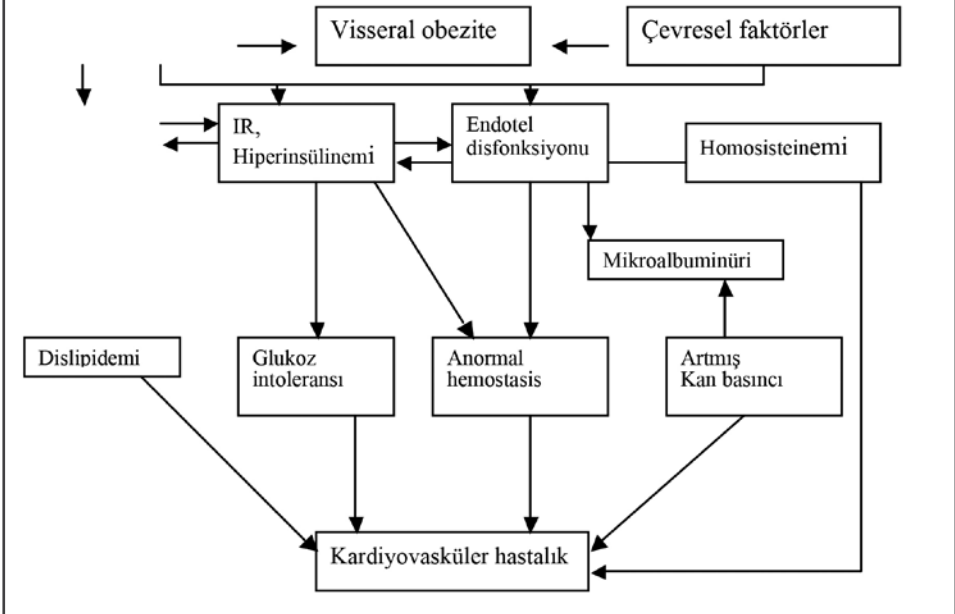 Visseral obezite
Çevresel faktörler
IR,
Hiperinsülinemi
Endotel
disfonksiyonu
Homosisteinemi
Mikroalbuminüri
Dislipidemi
Glukoz
intoleransı
Anormal
hemostasis
Artmış
Kan basıncı
Kardiyovasküler hastalık